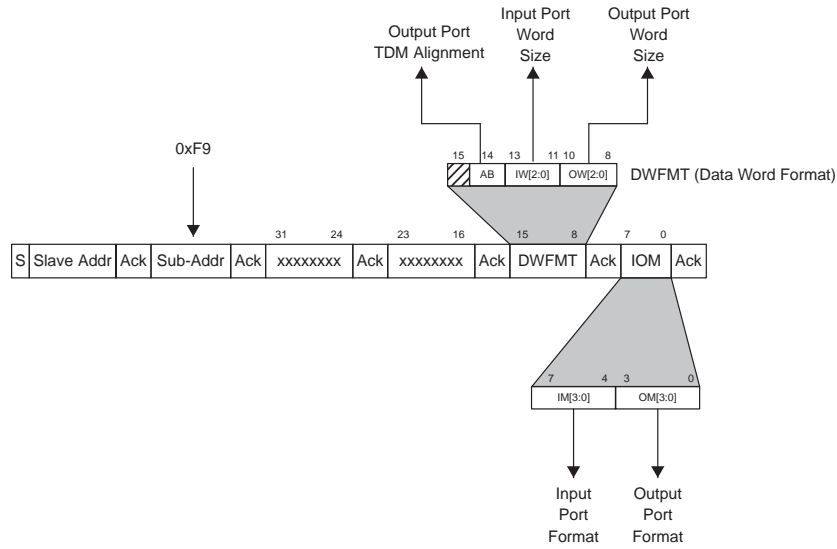 Output Port
TDM Alignment
Input Port
Word
Size
Output Port
Word
Size
0xF9
15 14 13 11 10 8
AB IW[2:0] OW[2:0] DWFMT (Data Word Format)
31 24 23 16 15 8 7 0
S Slave Addr Ack Sub-Addr Ack xxxxxxxx Ack xxxxxxxx Ack DWFMT Ack IOM Ack
7 4 3 0
IM[3:0] OM[3:0]
Input
Port
Format
Output
Port
Format